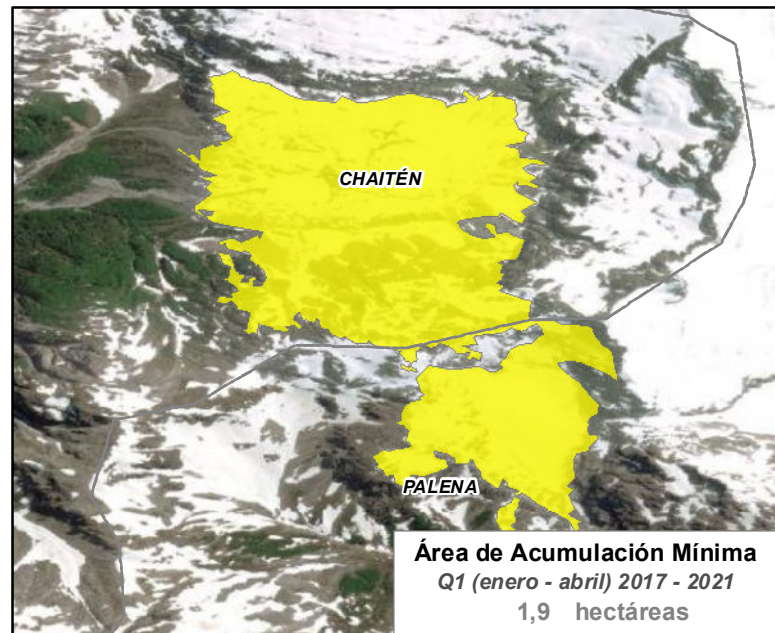 CHAITÉN
PALENA
Área de Acumulación Mínima
Q1 (enero - abril) 2017 - 2021
1,9 hectáreas